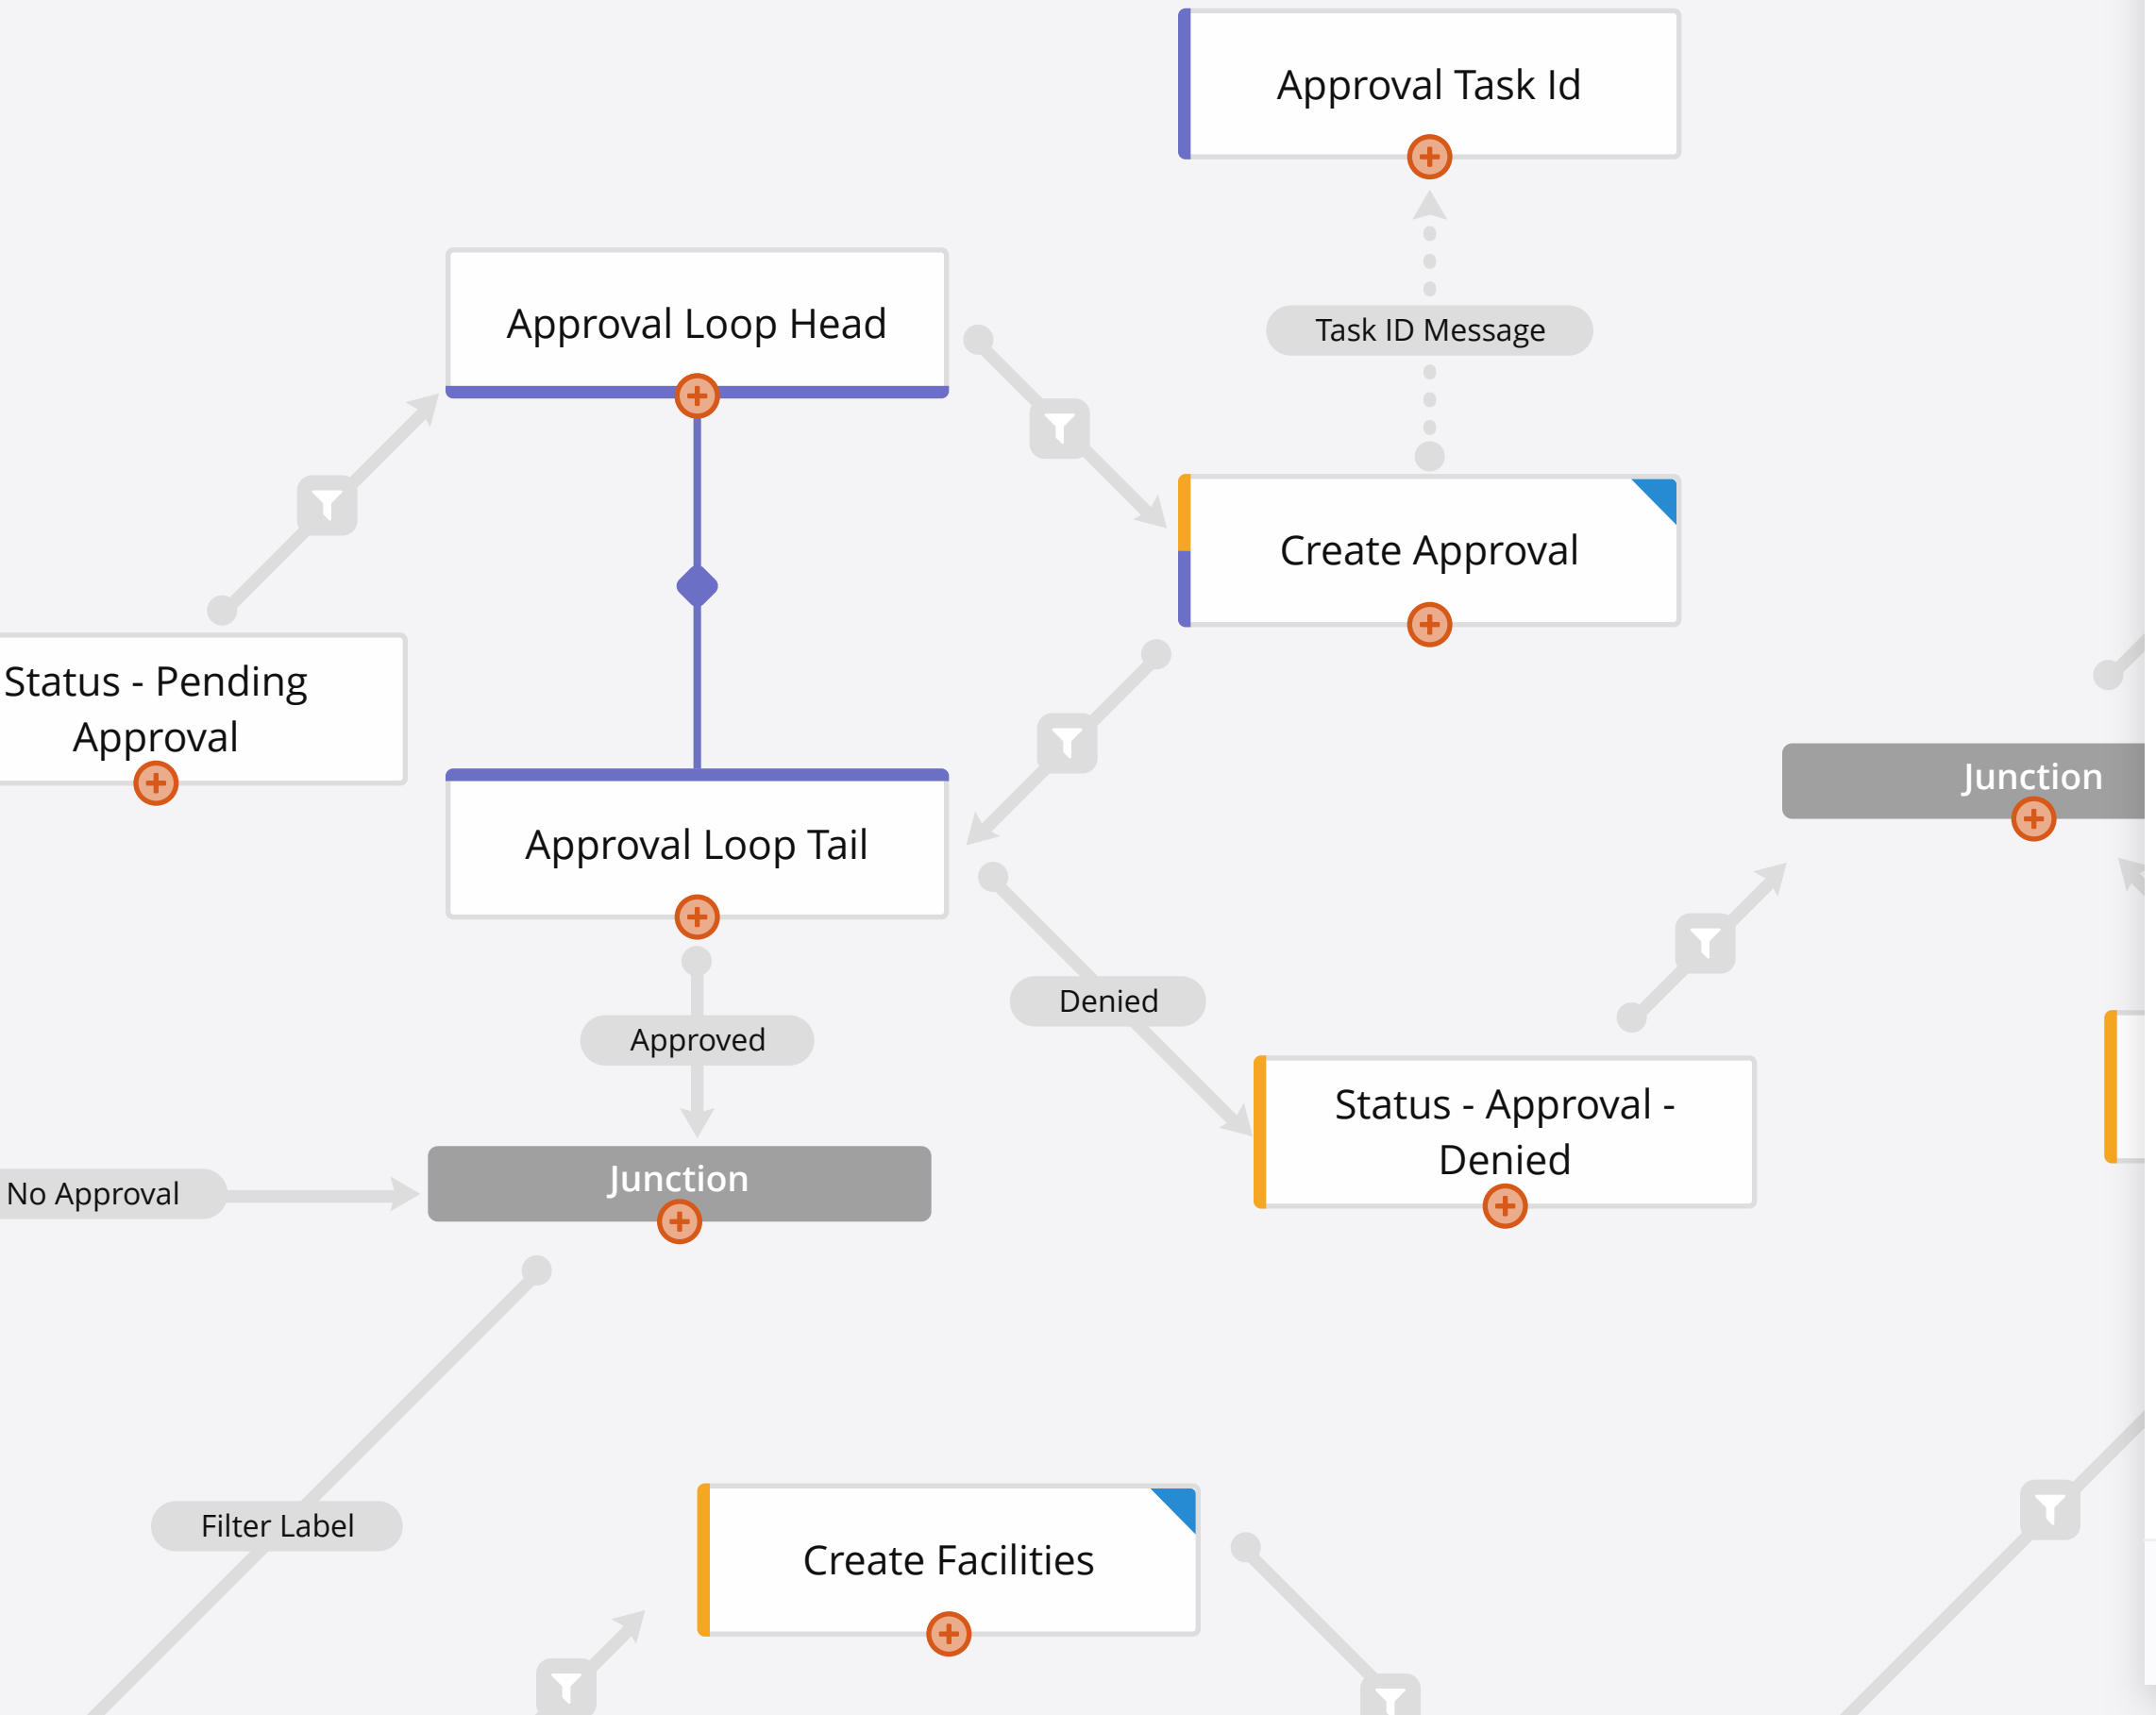 Approval Task Id
Task ID Message
Approval Loop Head
Create Approval
Status - Pending
Approval
Junction
Approval Loop Tail
Denied
Approved
Status - Approval -
Denied
Junction
No Approval
Filter Label
Create Facilities